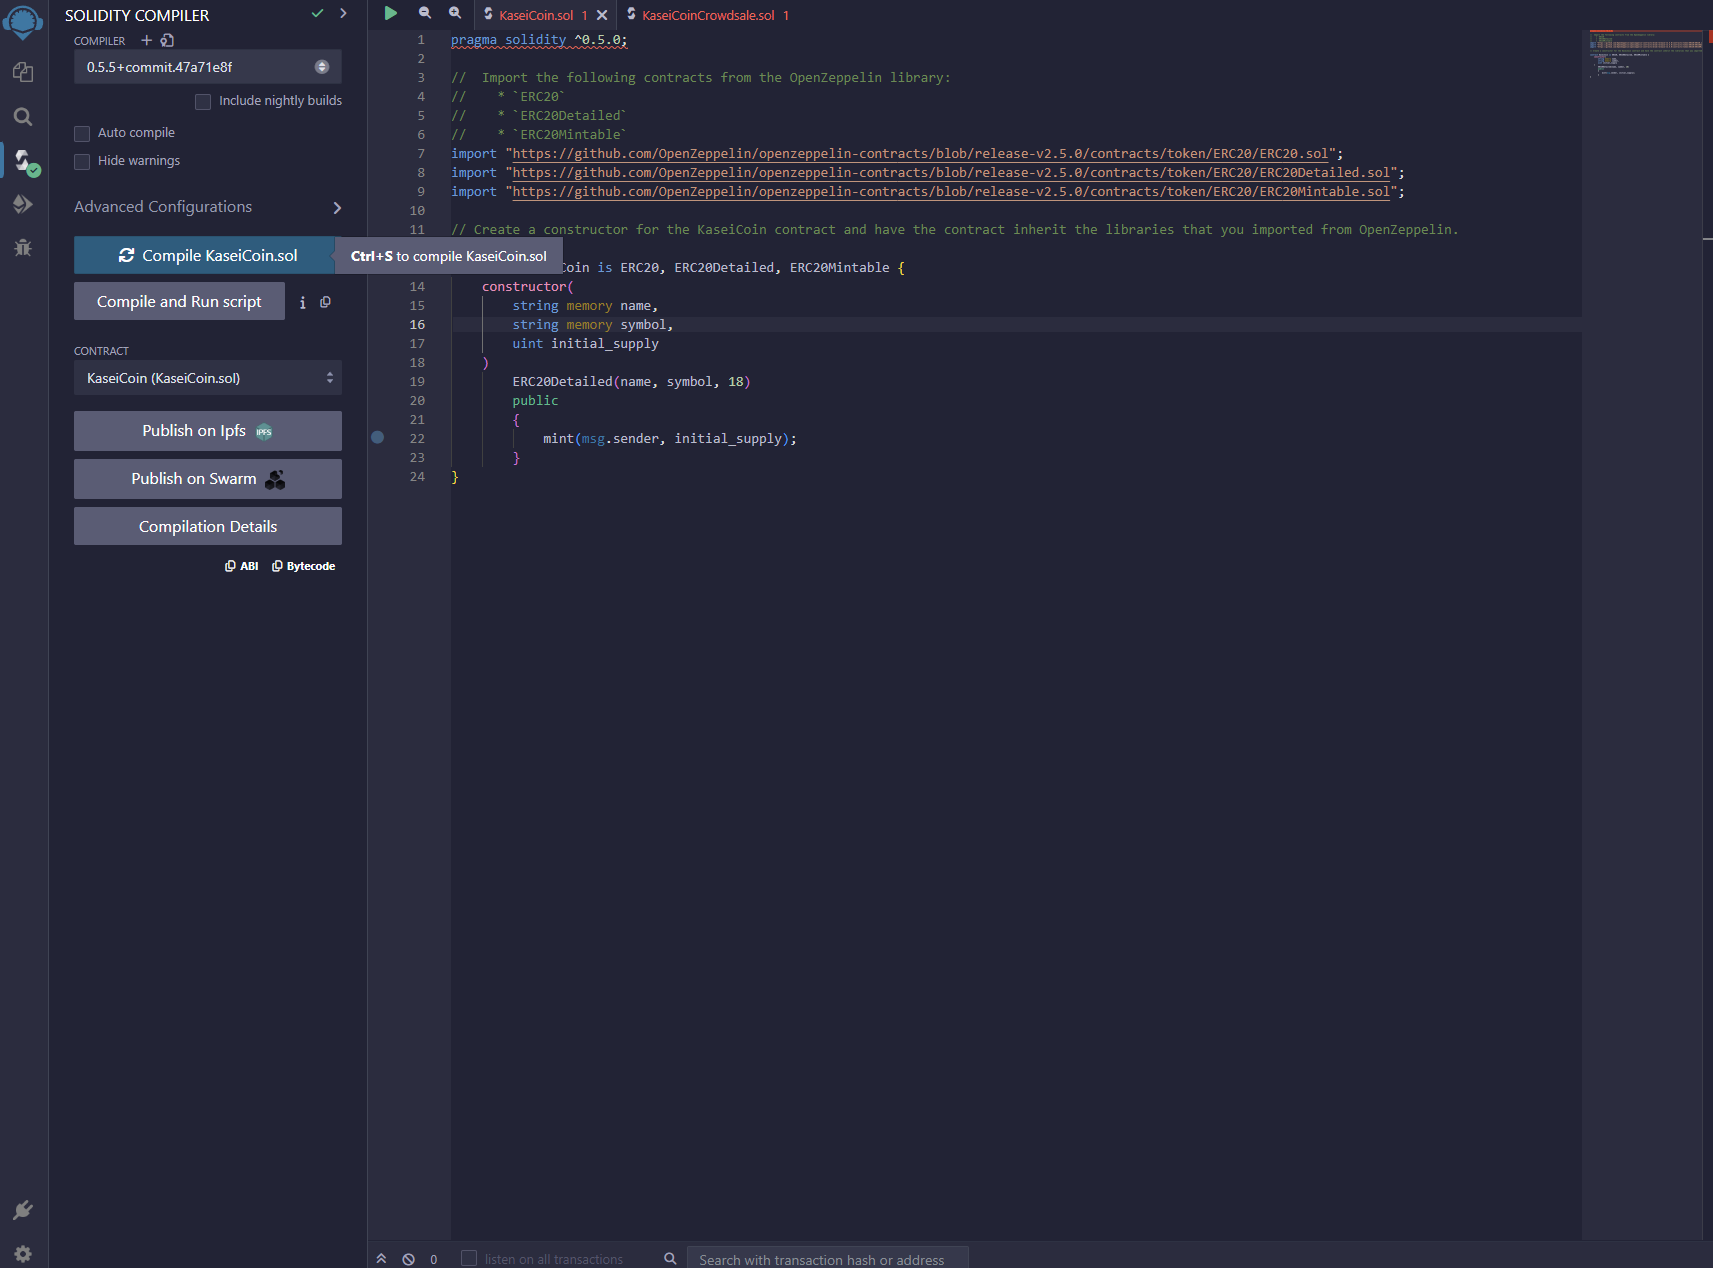 SOLIDITY COMPILER
COMPILER
0.5.5+commit.47a71e8f
Include nightly builds
Auto compile
Hide warnings
Advanced Configurations
Compile KaseiCoin.sol
Ctrl+S to compile KaseiCoin.sol
Compile and Run script
CONTRACT
KaseiCoin (KaseiCoin.sol)
Publish on Ipfs IPFS
Publish on Swarm
Compilation Details
ABI Bytecode
KaseiCoin.sol 1 KaseiCoinCrowdsale.sol 1
1 pragma solidity ^0.5.0;
2
3 //  Import the following contracts from the OpenZeppelin library:
4 //    * `ERC20`
5 //    * `ERC20Detailed`
6 //    * `ERC20Mintable`
7 import "https://github.com/OpenZeppelin/openzeppelin-contracts/blob/release-v2.5.0/contracts/token/ERC20/ERC20.sol";
8 import "https://github.com/OpenZeppelin/openzeppelin-contracts/blob/release-v2.5.0/contracts/token/ERC20/ERC20Detailed.sol";
9 import "https://github.com/OpenZeppelin/openzeppelin-contracts/blob/release-v2.5.0/contracts/token/ERC20/ERC20Mintable.sol";
10
11 // Create a constructor for the KaseiCoin contract and have the contract inherit the libraries that you imported from OpenZeppelin.
Coin is ERC20, ERC20Detailed, ERC20Mintable {
14     constructor(
15         string memory name,
16         string memory symbol,
17         uint initial_supply
18     )
19         ERC20Detailed(name, symbol, 18)
20         public
21         {
22             mint(msg.sender, initial_supply);
23         }
24 }
0 listen on all transactions Search with transaction hash or address